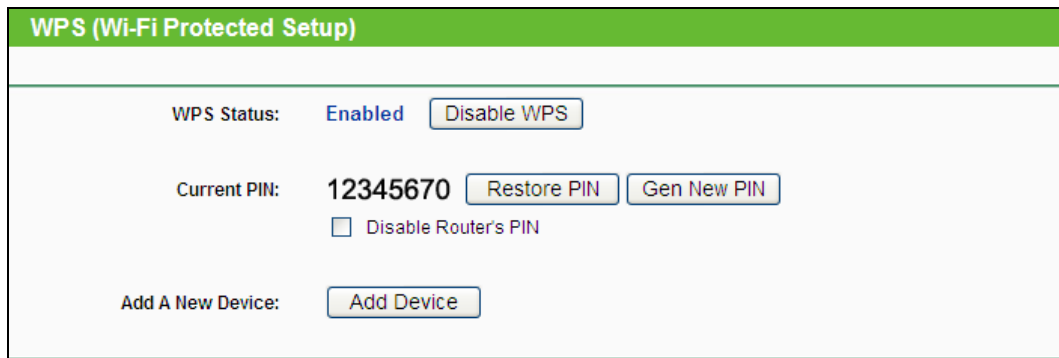 WPS (Wi-Fi Protected Setup)
WPS Status: Enabled Disable WPS
Current PIN: 12345670 Restore PIN Gen New PIN
Disable Router's PIN
Add A New Device: Add Device